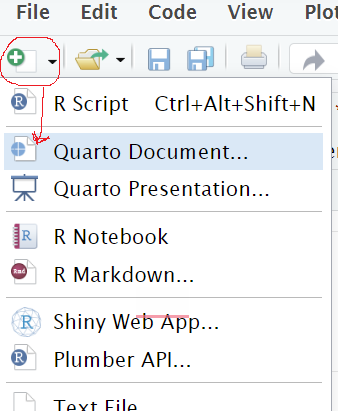 File Edit Code View Plot
R Script Ctrl+Alt+Shift+N
Quarto Document...
Quarto Presentation...
R Notebook
R Markdown...
Shiny Web App...
Plumber API...
Text File